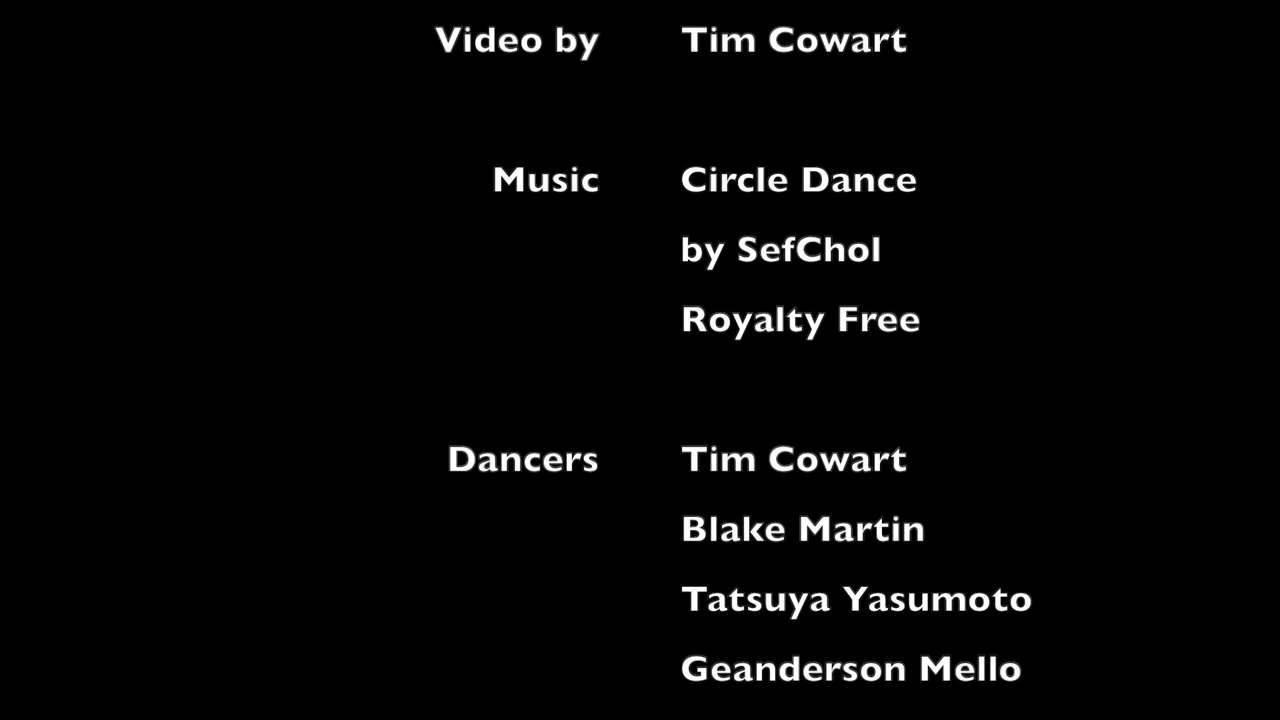 Video by Tim Cowart
Music Circle Dance
by SefChol
Royalty Free
Dancers Tim Cowart
Blake Martin
Tatsuya Yasumoto
Geanderson Mello